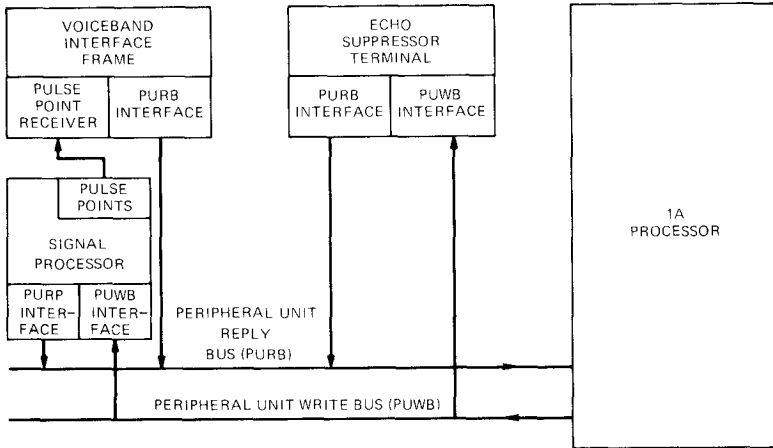 VOICEBAND
INTERFACE
FRAME
PULSE
POINT
RECEIVER
PURB
INTERFACE
ECHO
SUPPRESSOR
TERMINAL
PURB
INTERFACE
PUWB
INTERFACE
1A
PROCESSOR
PULSE
POINTS
SIGNAL
PROCESSOR
PURP
INTER-
FACE
PUWB
INTER-
FACE
PERIPHERAL UNIT
REPLY
BUS (PURB)
PERIPHERAL UNIT WRITE BUS (PUWB)